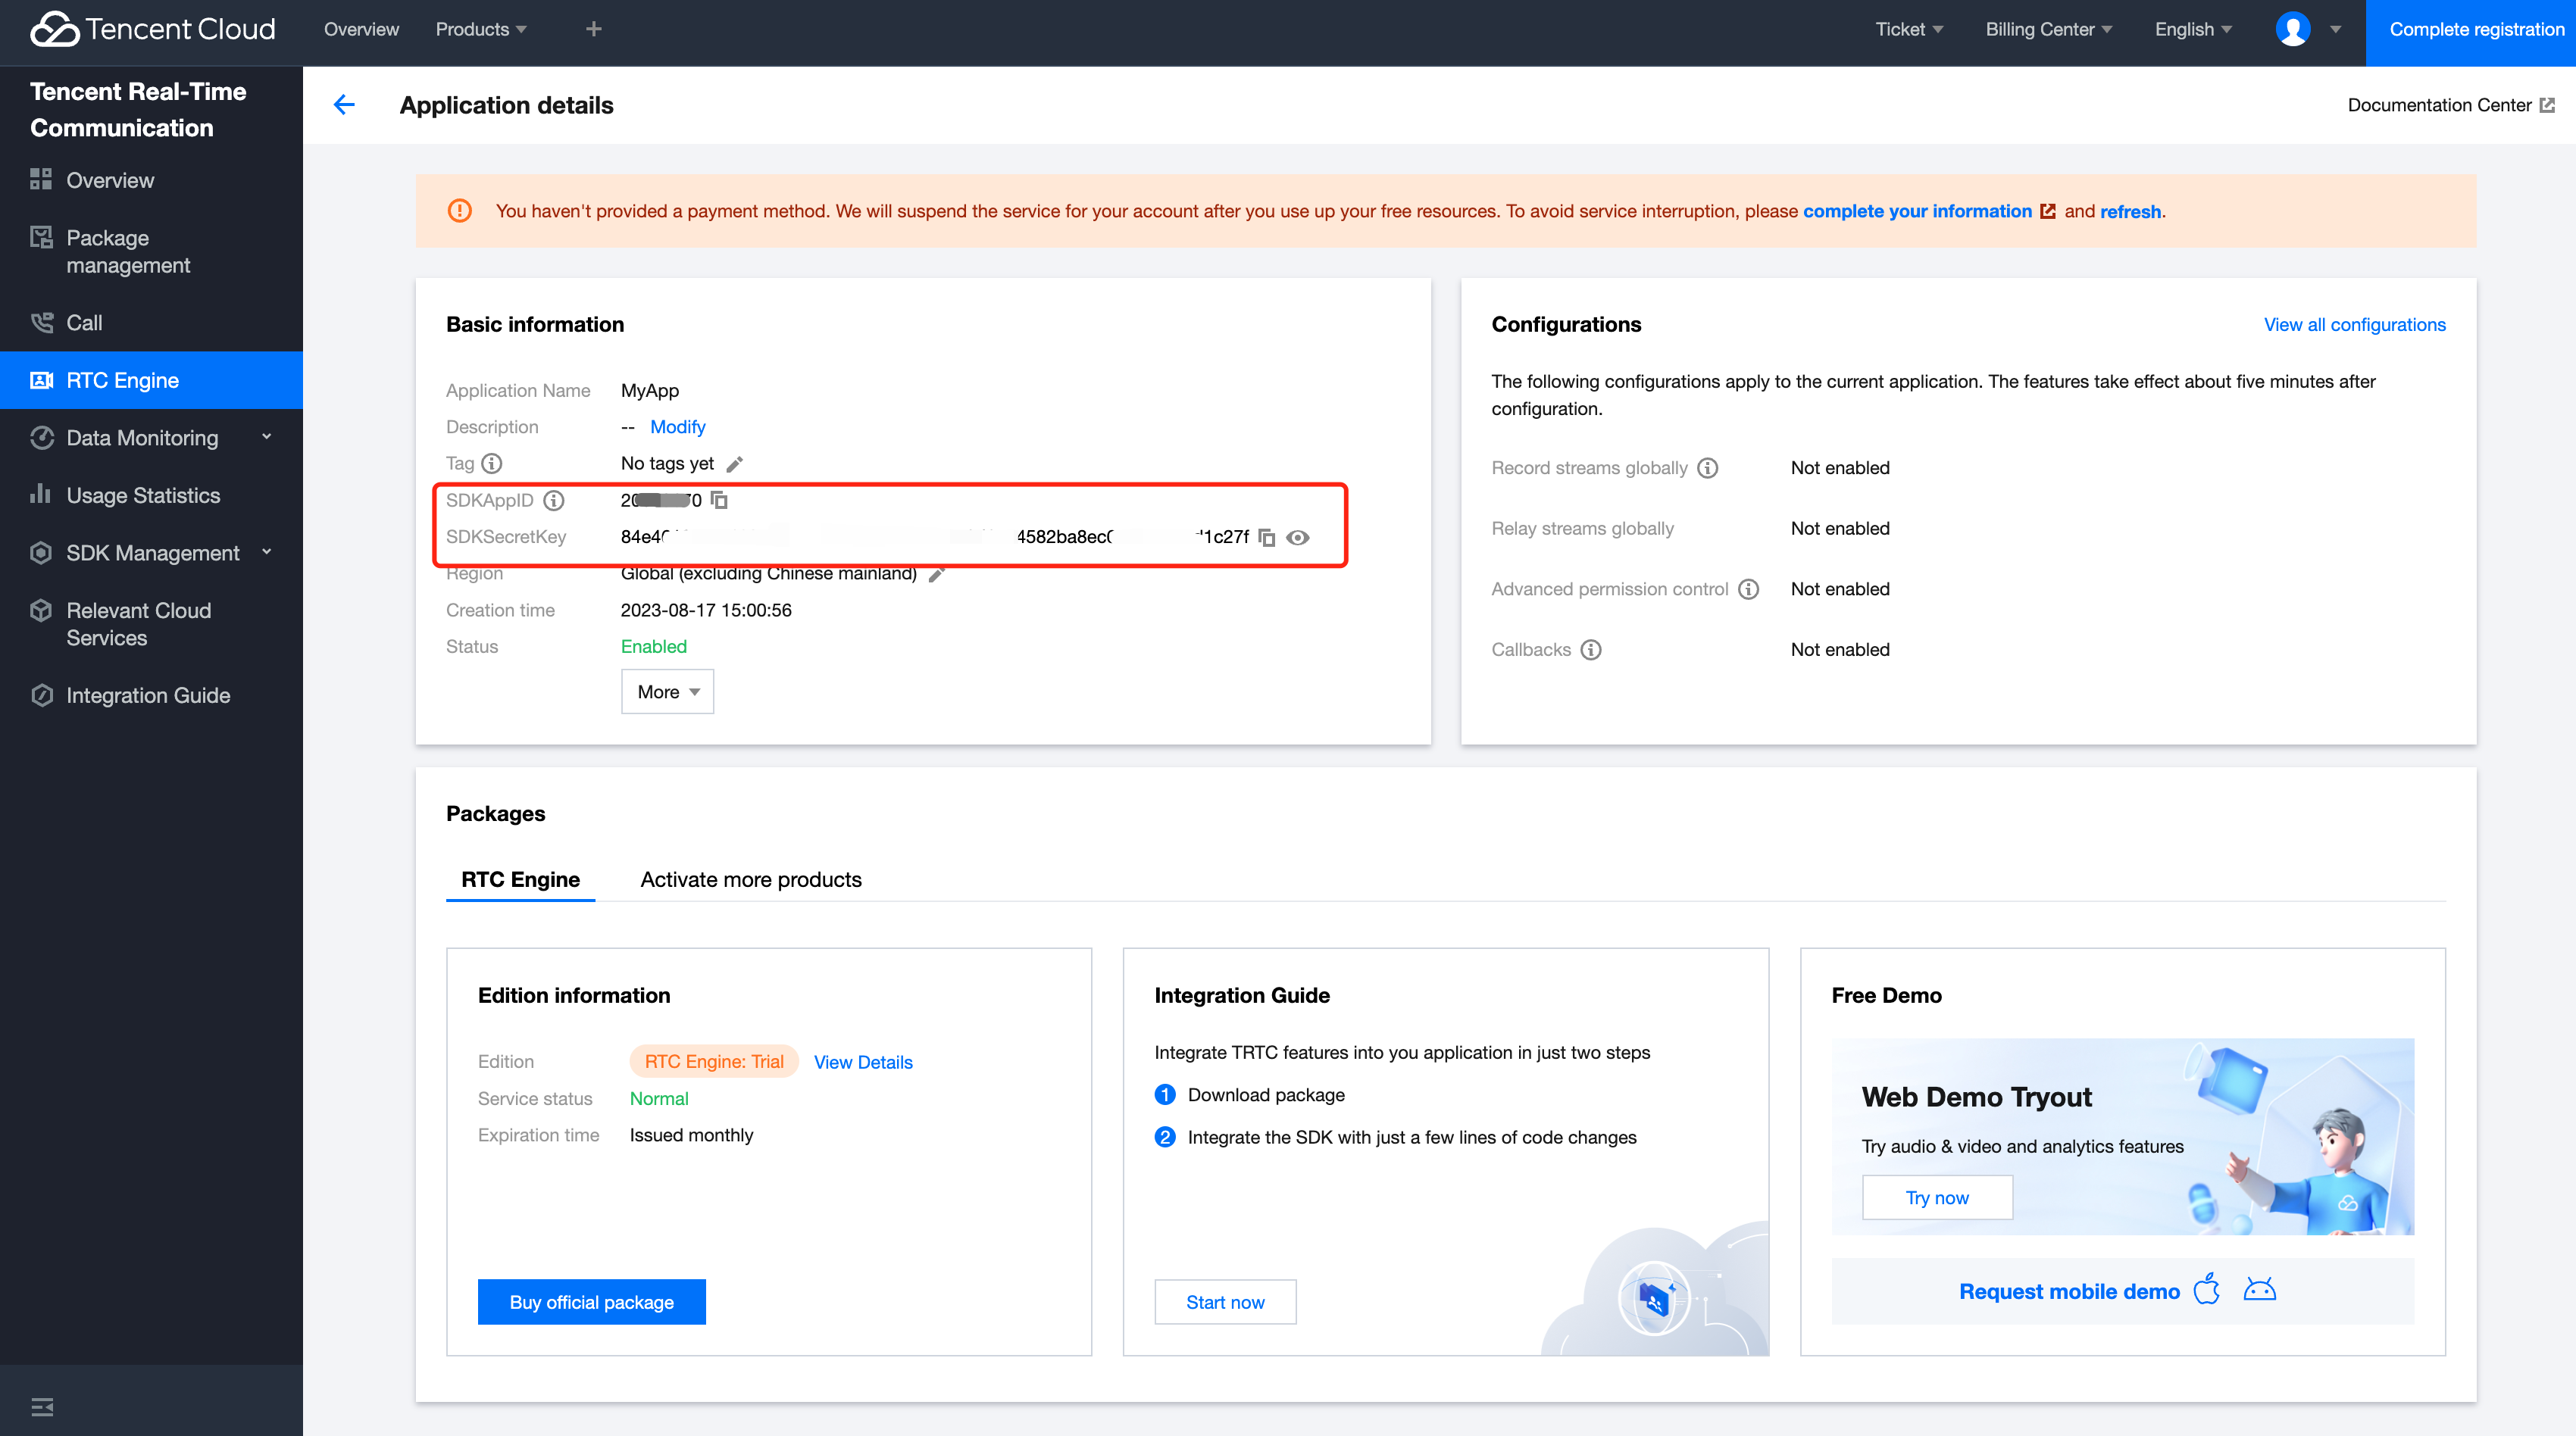 Tencent Cloud
Overview
Products
Ticket
Billing Center
English
Complete registration
Tencent Real-Time
Communication
Overview
Package
management
Call
RTC Engine
Data Monitoring
Usage Statistics
SDK Management
Relevant Cloud
Services
Integration Guide
Application details
Documentation Center
You haven't provided a payment method. We will suspend the service for your account after you use up your free resources. To avoid service interruption, please complete your information and refresh.
Basic information
Application Name MyApp
Description -- Modify
Tag No tags yet
SDKAppID
SDKSecretKey
Region Global (excluding Chinese mainland)
Creation time 2023-08-17 15:00:56
Status Enabled
More
Configurations
View all configurations
The following configurations apply to the current application. The features take effect about five minutes after
configuration.
Record streams globally Not enabled
Relay streams globally Not enabled
Advanced permission control Not enabled
Callbacks Not enabled
Packages
RTC Engine
Activate more products
Edition information
Edition RTC Engine: Trial View Details
Service status Normal
Expiration time Issued monthly
Buy official package
Integration Guide
Integrate TRTC features into you application in just two steps
1 Download package
2 Integrate the SDK with just a few lines of code changes
Start now
Free Demo
Web Demo Tryout
Try audio & video and analytics features
Try now
Request mobile demo